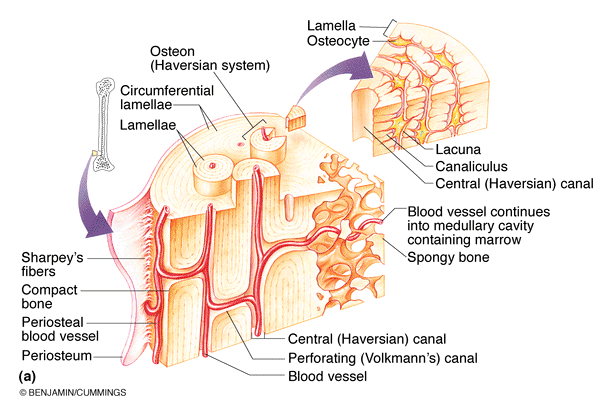 Lamella
Osteocyte
Osteon
(Haversian system)
Circumferential
lamellae
Lamellae
Lacuna
Canaliculus
Central (Haversian) canal
Blood vessel continues
into medullary cavity
containing marrow
Spongy bone
Sharpey's
fibers
Compact
bone
Periosteal
blood vessel
Periosteum
Central (Haversian) canal
Perforating (Volkmann's) canal
Blood vessel
(a)
© BENJAMIN/CUMMINGS